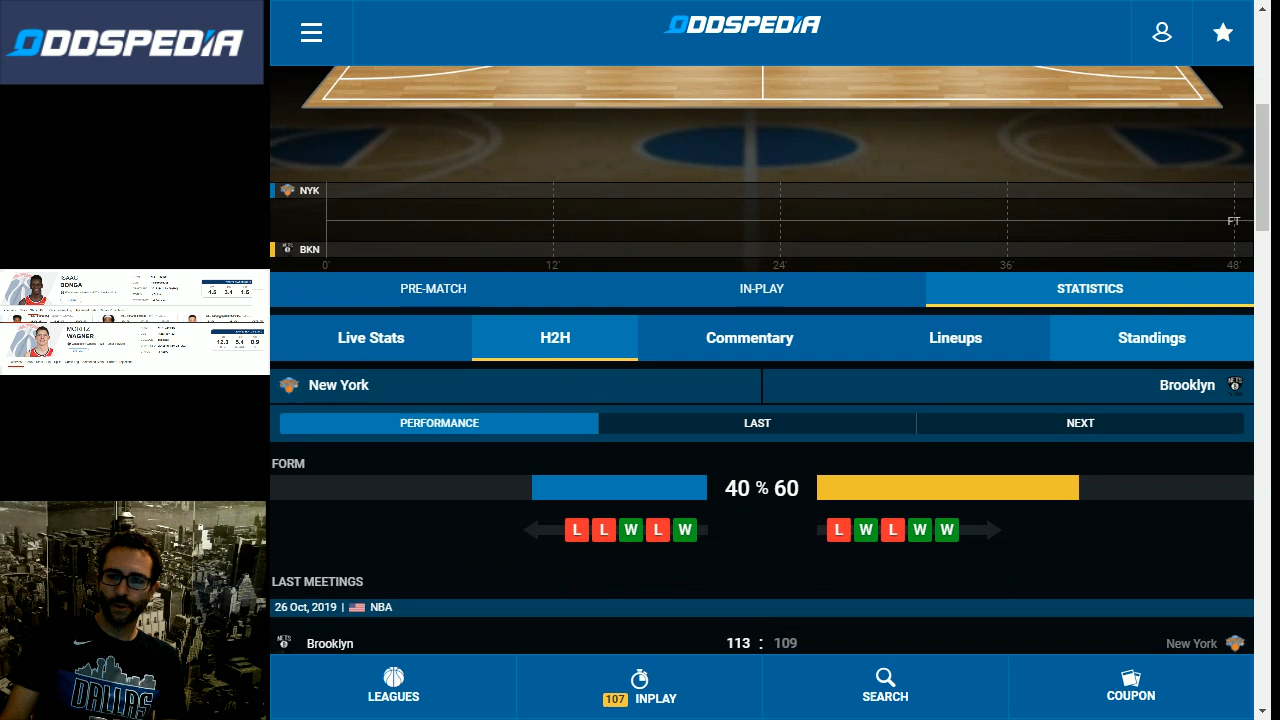 ODDSPEDIA
ODDSPEDIA
NYK
FT
BKN
0' 12' 24' 36' 48'
PRE-MATCH IN-PLAY STATISTICS
Live Stats H2H Commentary Lineups Standings
New York Brooklyn
PERFORMANCE LAST NEXT
FORM
40 % 60
L L W L W L W L W W
LAST MEETINGS
26 Oct, 2019 | NBA
Brooklyn 113 : 109 New York
LEAGUES 107 INPLAY SEARCH COUPON
ISAAC
BONGA
4.5 3.4 1.5
MORITZ
WAGNER
12.3 5.4 0.9
DALLAS